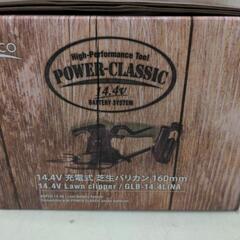 CO
High-Performance Tool
POWER-CLASSIC
14.4V
BATTERY SYSTEM
14.4V 充電式 芝生バリカン 160mm
14.4V Lawn clipper / GLB-14.4LiNA